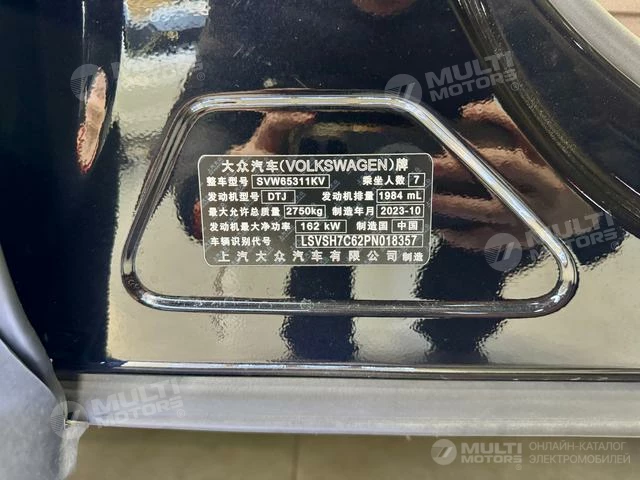 MULTI
MOTORS®
MULTI
MOTORS®
大众汽车(VOLKSWAGEN)牌
整车型号 SVW65311KV 乘坐人数 7
发动机型号 DTJ 发动机排量 1984 mL
最大允许总质量 2750kg 制造年月 2023-10
发动机最大净功率 162 kW 制造国 中国
车辆识别代号 LSVSH7C62PN018357
上汽大众汽车有限公司 制造
MULTI
MOTORS®
MULTI
MOTORS®
MULTI
MOTORS®
ОНЛАЙН-КАТАЛОГ
ЭЛЕКТРОМОБИЛЕЙ